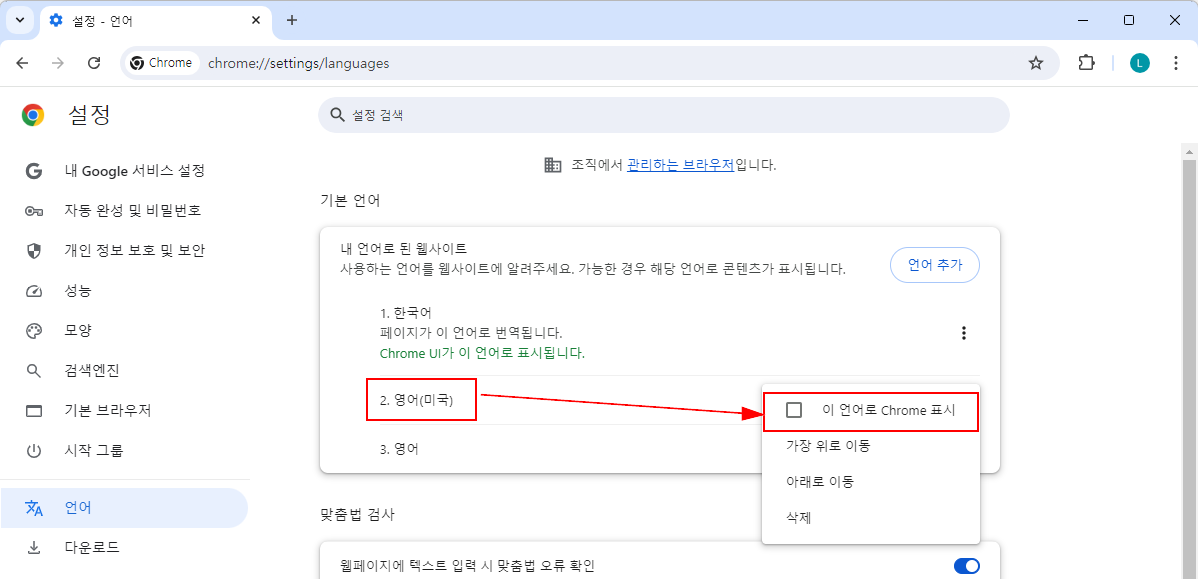 설정 - 언어
Chrome
chrome://settings/languages
L
설정
설정 검색
내 Google 서비스 설정
자동 완성 및 비밀번호
개인 정보 보호 및 보안
성능
모양
검색엔진
기본 브라우저
시작 그룹
언어
다운로드
조직에서 관리하는 브라우저입니다.
기본 언어
내 언어로 된 웹사이트
사용하는 언어를 웹사이트에 알려주세요. 가능한 경우 해당 언어로 콘텐츠가 표시됩니다.
언어 추가
1. 한국어
페이지가 이 언어로 번역됩니다.
Chrome UI가 이 언어로 표시됩니다.
2. 영어(미국)
3. 영어
이 언어로 Chrome 표시
가장 위로 이동
아래로 이동
삭제
맞춤법 검사
웹페이지에 텍스트 입력 시 맞춤법 오류 확인